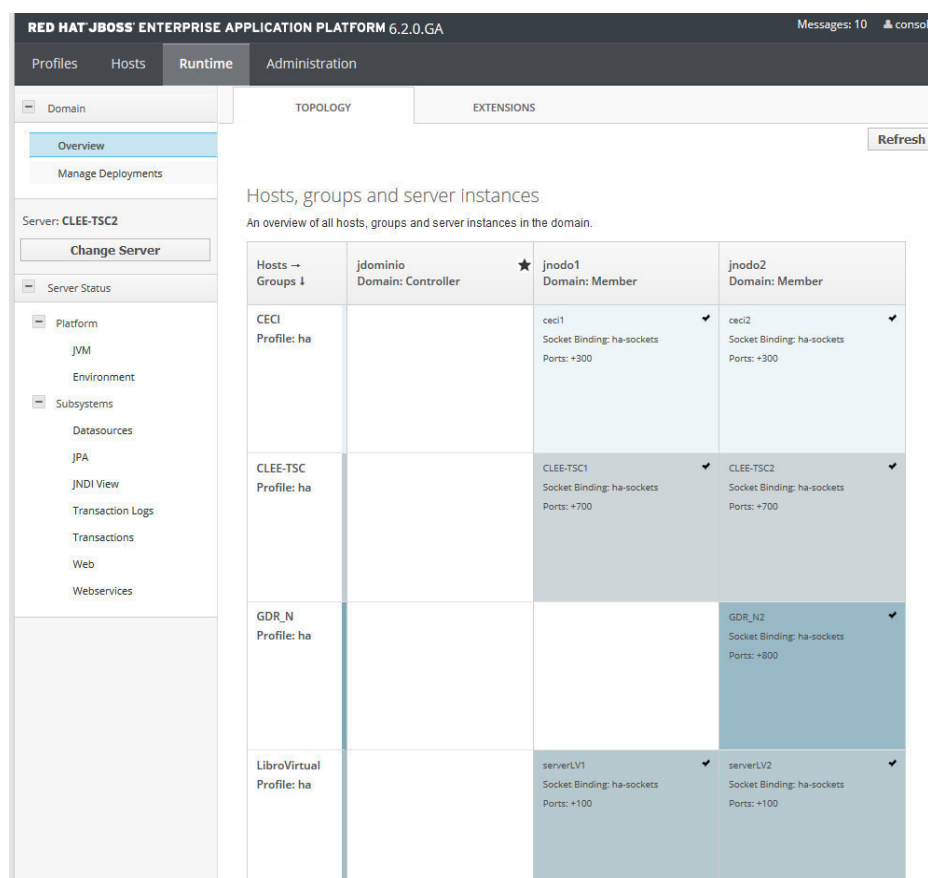 RED HAT JBOSS ENTERPRISE APPLICATION PLATFORM 6.2.0.GA
Messages: 10
Profiles Hosts Runtime Administration
Domain
Overview
Manage Deployments
Server: CLEE-TSC2
Change Server
Server Status
Platform
JVM
Environment
Subsystems
Datasources
JPA
JNDI View
Transaction Logs
Transactions
Web
Webservices
TOPOLOGY EXTENSIONS
Refresh
Hosts, groups and server instances
An overview of all hosts, groups and server instances in the domain.
Hosts →
Groups ↓
jdominio
Domain: Controller
jnodo1
Domain: Member
jnodo2
Domain: Member
CECI
Profile: ha
ceci1
Socket Binding: ha-sockets
Ports: +300
ceci2
Socket Binding: ha-sockets
Ports: +300
CLEE-TSC
Profile: ha
CLEE-TSC1
Socket Binding: ha-sockets
Ports: +700
CLEE-TSC2
Socket Binding: ha-sockets
Ports: +700
GDR_N
Profile: ha
GDR_N2
Socket Binding: ha-sockets
Ports: +800
LibroVirtual
Profile: ha
serverLV1
Socket Binding: ha-sockets
Ports: +100
serverLV2
Socket Binding: ha-sockets
Ports: +100